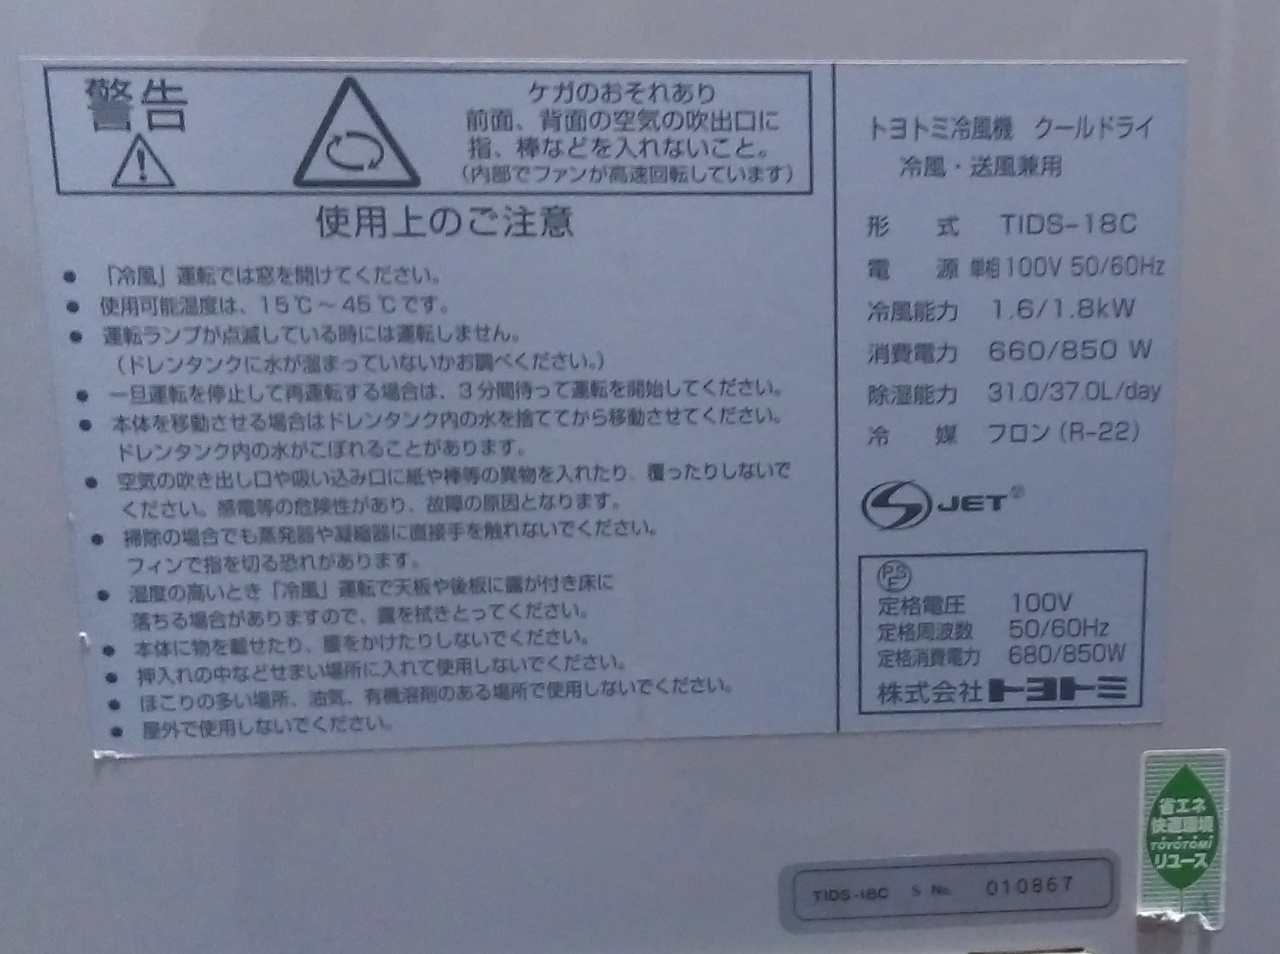 警告
ケガのおそれあり
前面、背面の空気の吹出口に
指、棒などを入れないこと。
（内部でファンが高速回転しています）
使用上のご注意
● 「冷風」運転では窓を開けてください。
● 使用可能温度は、15℃～45℃です。
● 運転ランプが点滅している時には運転しません。
（ドレンタンクに水が溜まっていないかお調べください。）
● 一旦運転を停止して再運転する場合は、3分間待って運転を開始してください。
● 本体を移動させる場合はドレンタンク内の水を捨ててから移動させてください。
ドレンタンク内の水がこぼれることがあります。
● 空気の吹き出し口や吸い込み口に紙や棒等の異物を入れたり、覆ったりしないで
ください。感電等の危険性があり、故障の原因となります。
● 掃除の場合でも蒸発器や凝縮器に直接手を触れないでください。
フィンで指を切る恐れがあります。
● 湿度の高いとき「冷風」運転で天板や後板に露が付き床に
落ちる場合がありますので、露を拭きとってください。
● 本体に物を載せたり、腰をかけたりしないでください。
● 押入れの中などせまい場所に入れて使用しないでください。
● ほこりの多い場所、油気、有機溶剤のある場所で使用しないでください。
● 屋外で使用しないでください。
トヨトミ冷風機 クールドライ
冷風・送風兼用
形 式 TIDS-18C
電 源 単相100V 50/60Hz
冷風能力 1.6/1.8kW
消費電力 660/850 W
除湿能力 31.0/37.0L/day
冷 媒 フロン（R-22）
S JET
PSE
定格電圧 100V
定格周波数 50/60Hz
定格消費電力 680/850W
株式会社トヨトミ
省エネ
快適環境
TOYOTOMI
リユース
TIDS-18C S No. 010867